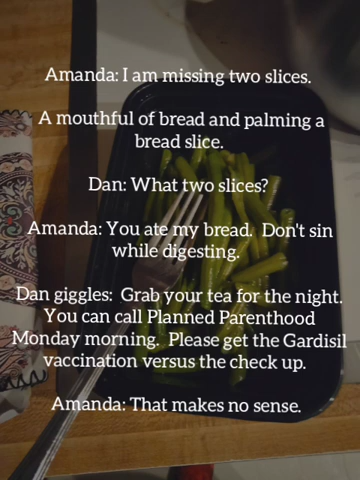 Amanda: I am missing two slices.
A mouthful of bread and palming a
bread slice.
Dan: What two slices?
Amanda: You ate my bread.  Don't sin
while digesting.
Dan giggles:  Grab your tea for the night.
You can call Planned Parenthood
Monday morning.  Please get the Gardisil
vaccination versus the check up.
Amanda: That makes no sense.